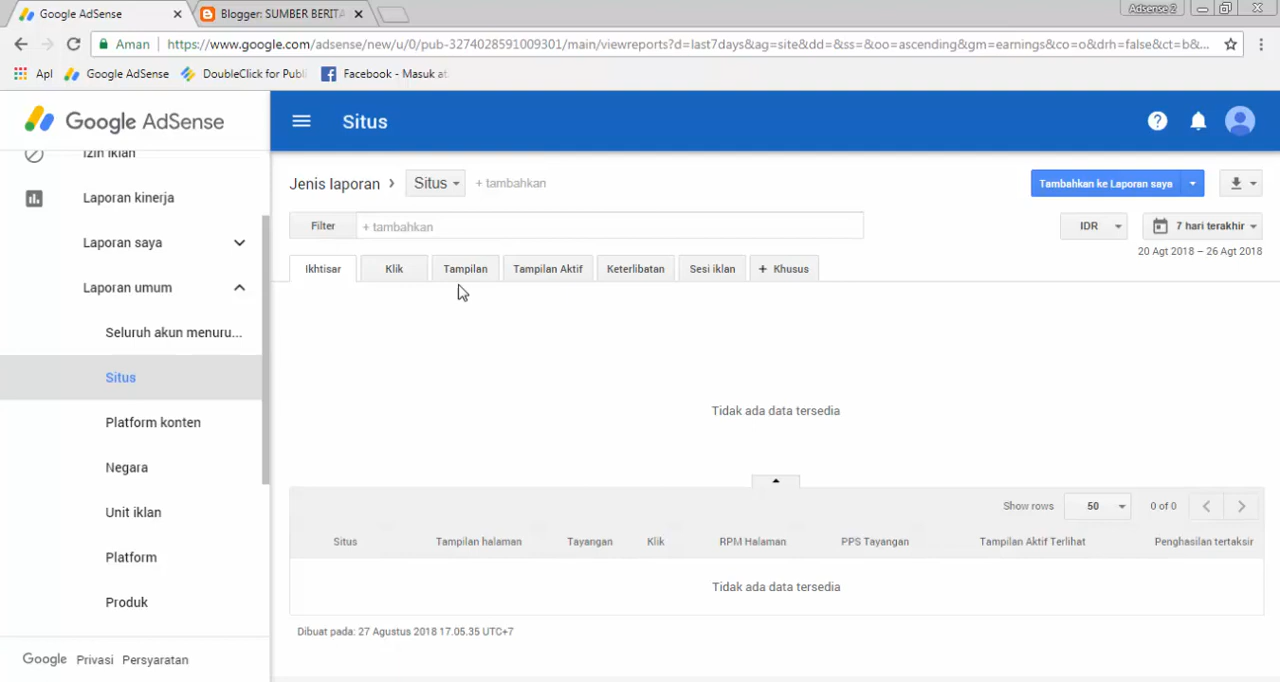 Google AdSense
Blogger: SUMBER BERITA
Adsense 2
Aman
https://www.google.com/adsense/new/u/0/pub-3274028591009301/main/viewreports?d=last7days&ag=site&dd=&ss=&oo=ascending&gm=earnings&co=o&drh=false&ct=b&...
Apl
Google AdSense
DoubleClick for Publi
Facebook - Masuk at
Google AdSense
Situs
Izin iklan
Laporan kinerja
Laporan saya
Laporan umum
Seluruh akun menuru...
Situs
Platform konten
Negara
Unit iklan
Platform
Produk
Google Privasi Persyaratan
Jenis laporan
Situs
+ tambahkan
Tambahkan ke Laporan saya
Filter
+ tambahkan
IDR
7 hari terakhir
20 Agt 2018 – 26 Agt 2018
Ikhtisar
Klik
Tampilan
Tampilan Aktif
Keterlibatan
Sesi iklan
+ Khusus
Tidak ada data tersedia
Show rows
50
0 of 0
Situs
Tampilan halaman
Tayangan
Klik
RPM Halaman
PPS Tayangan
Tampilan Aktif Terlihat
Penghasilan tertaksir
Tidak ada data tersedia
Dibuat pada: 27 Agustus 2018 17.05.35 UTC+7